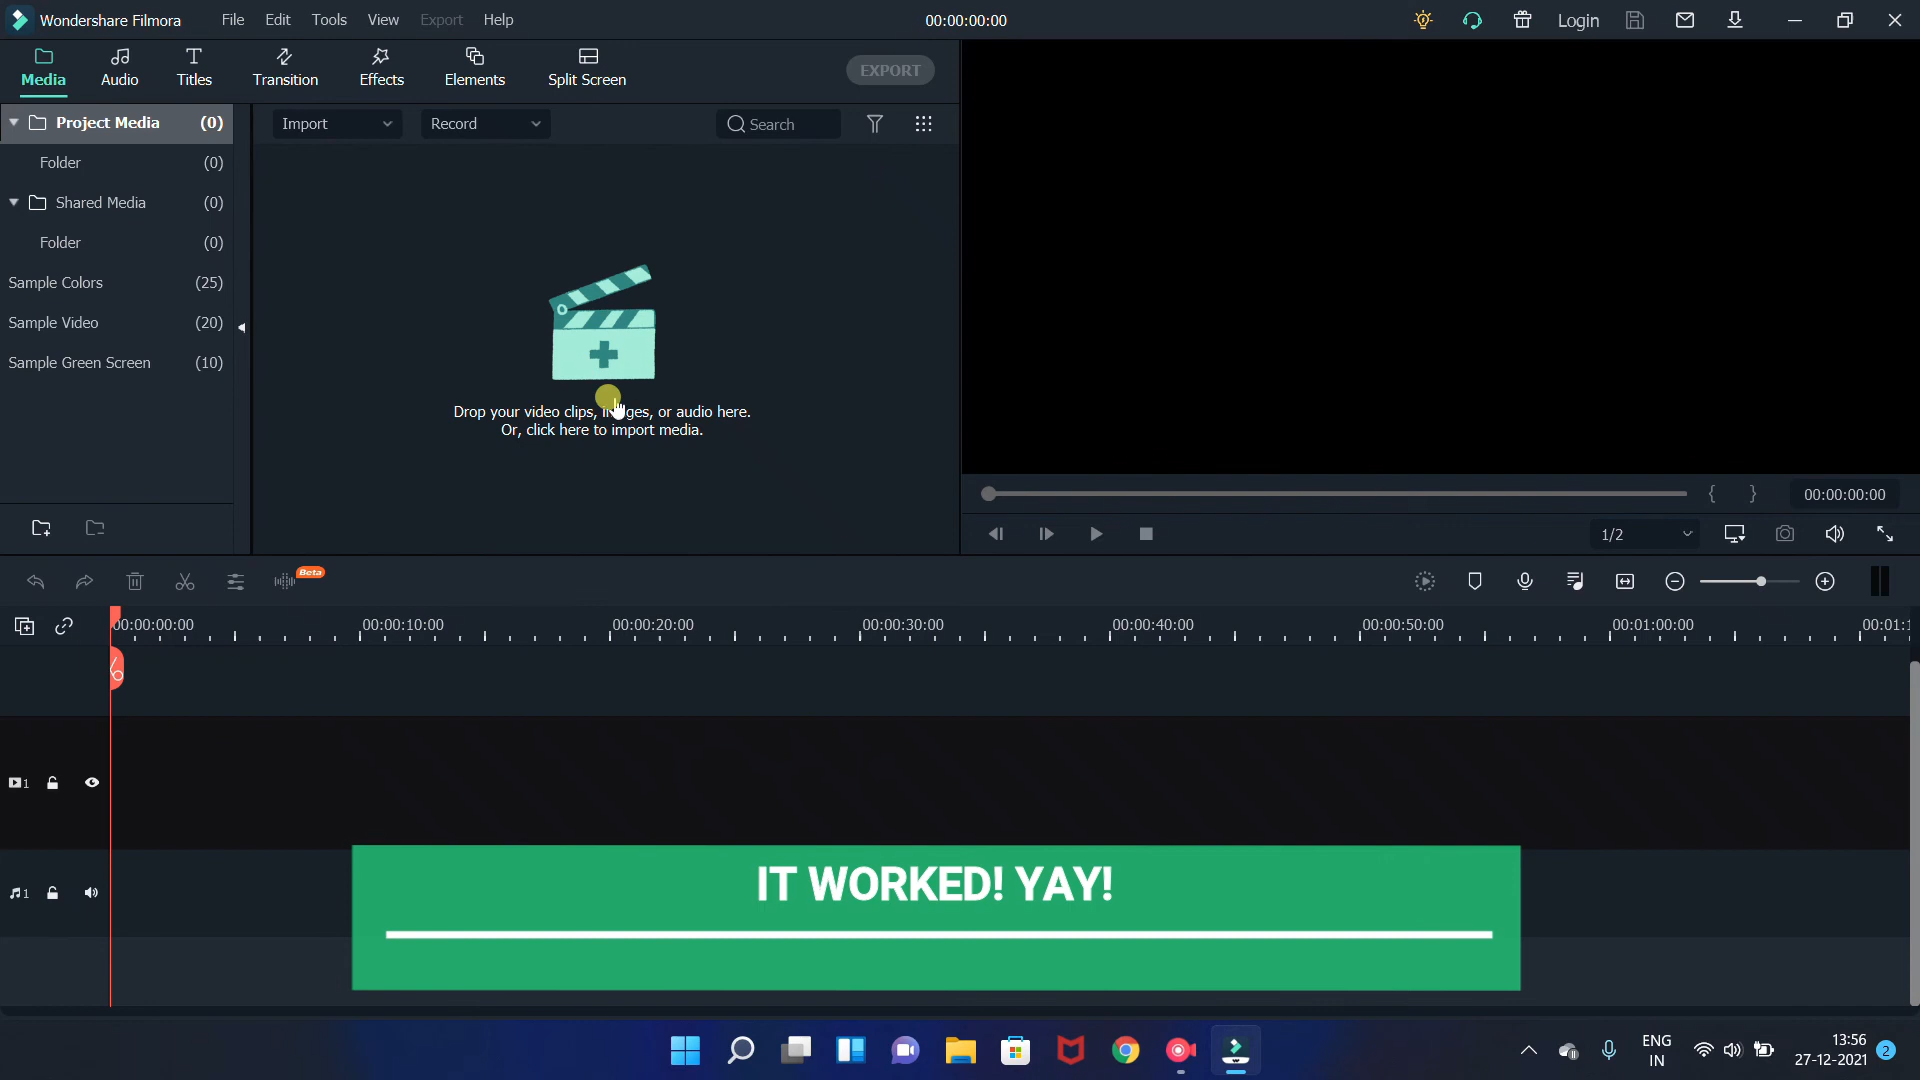 Wondershare Filmora
File Edit Tools View Export Help
00:00:00:00
Login
Media Audio Titles Transition Effects Elements Split Screen
EXPORT
Project Media (0)
Folder (0)
Shared Media (0)
Folder (0)
Sample Colors (25)
Sample Video (20)
Sample Green Screen (10)
Import Record Search
Drop your video clips, images, or audio here.
Or, click here to import media.
{ } 00:00:00:00
1/2
Beta
00:00:00:00 00:00:10:00 00:00:20:00 00:00:30:00 00:00:40:00 00:00:50:00 00:01:00:00 00:01:1
1
1
IT WORKED! YAY!
ENG
IN
13:56
27-12-2021
2